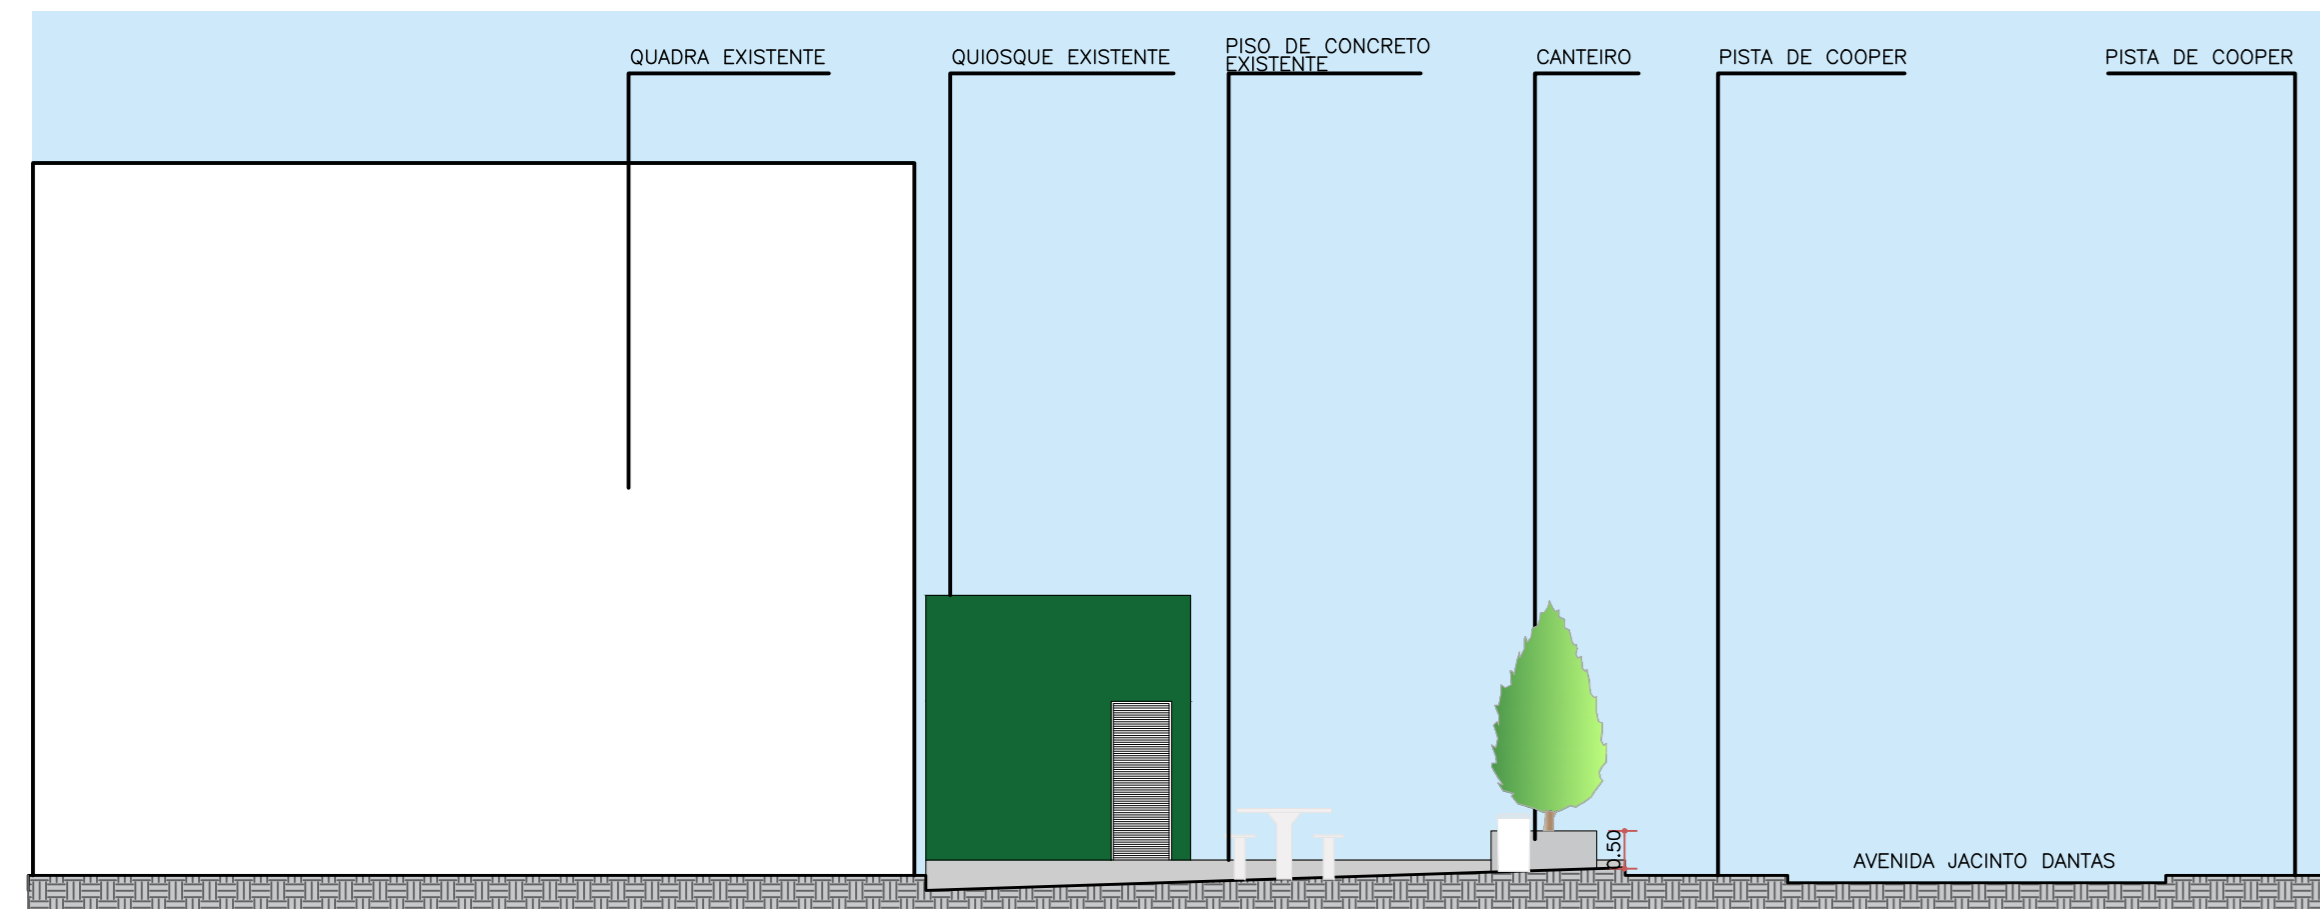 QUADRA EXISTENTE
QUIOSQUE EXISTENTE
PISO DE CONCRETO
EXISTENTE
CANTEIRO
PISTA DE COOPER
PISTA DE COOPER
0.50
AVENIDA JACINTO DANTAS